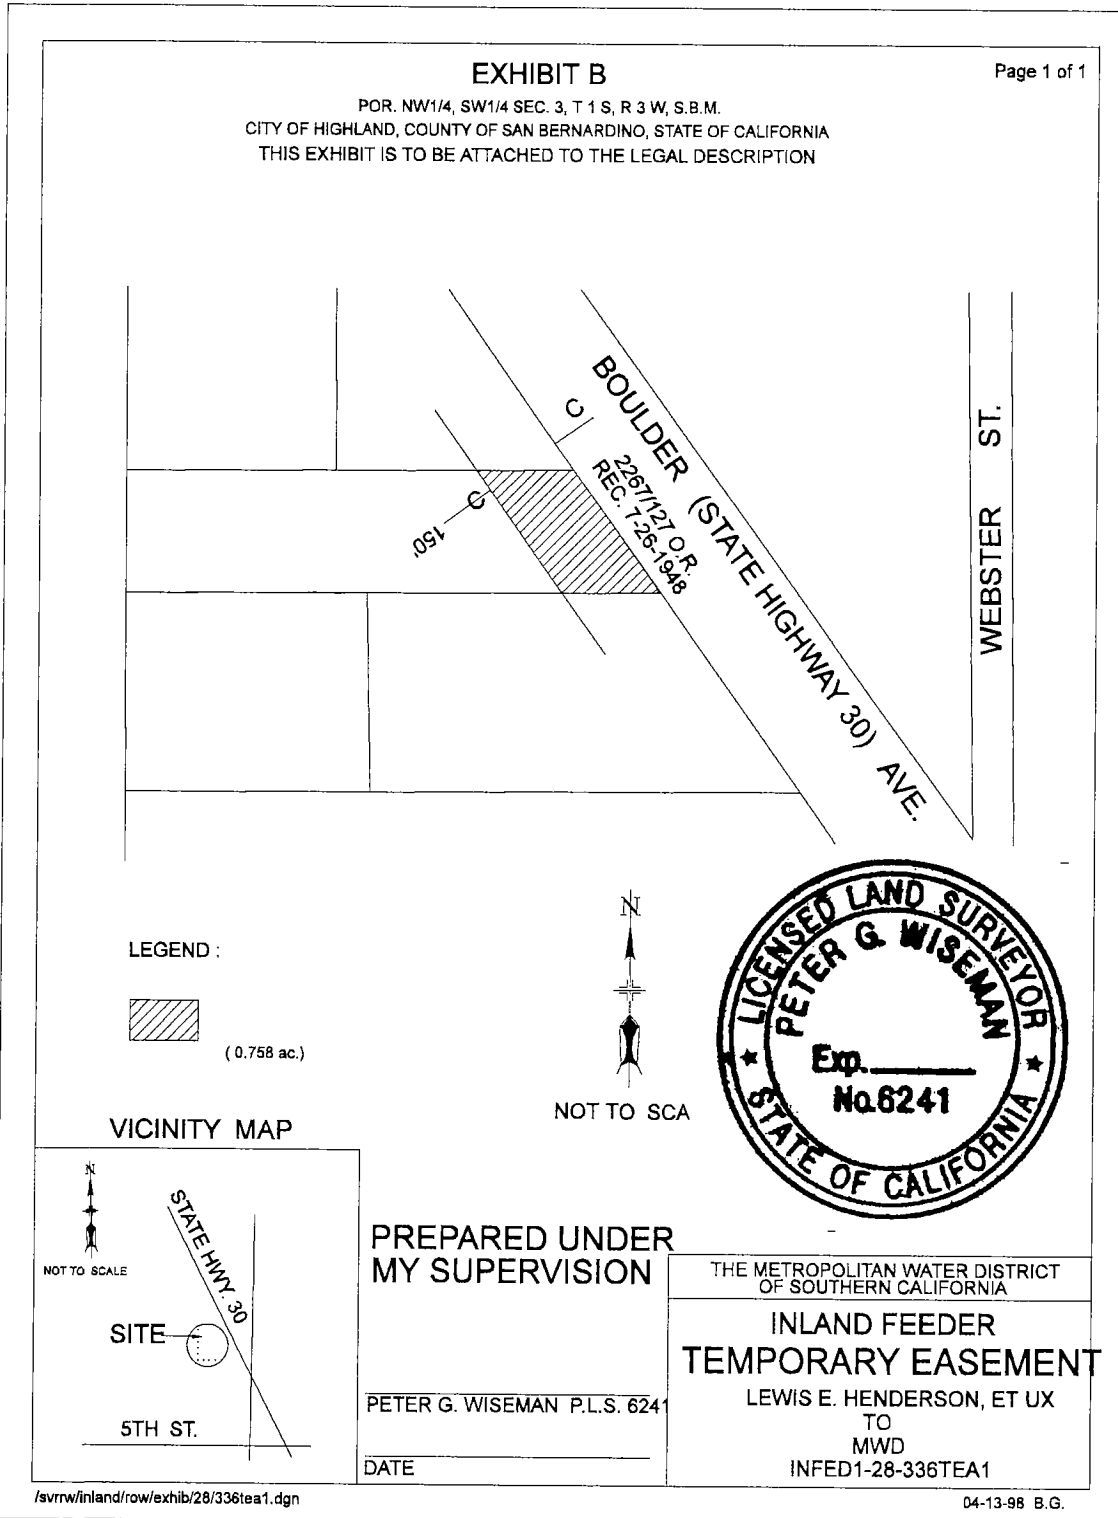 EXHIBIT B
Page 1 of 1
POR. NW1/4, SW1/4 SEC. 3, T 1 S, R 3 W, S.B.M.
CITY OF HIGHLAND, COUNTY OF SAN BERNARDINO, STATE OF CALIFORNIA
THIS EXHIBIT IS TO BE ATTACHED TO THE LEGAL DESCRIPTION
BOULDER (STATE HIGHWAY 30) AVE.
2267/127 O.R.
REC. 7-26-1948
150'
WEBSTER ST.
LEGEND :
( 0.758 ac.)
N
NOT TO SCA
LICENSED LAND SURVEYOR
PETER G. WISEMAN
Exp.
No.6241
STATE OF CALIFORNIA
VICINITY MAP
N
NOT TO SCALE
STATE HWY. 30
SITE
5TH ST.
PREPARED UNDER
MY SUPERVISION
PETER G. WISEMAN P.L.S. 6241
DATE
THE METROPOLITAN WATER DISTRICT
OF SOUTHERN CALIFORNIA
INLAND FEEDER
TEMPORARY EASEMENT
LEWIS E. HENDERSON, ET UX
TO
MWD
INFED1-28-336TEA1
/svrrw/inland/row/exhib/28/336tea1.dgn
04-13-98 B.G.